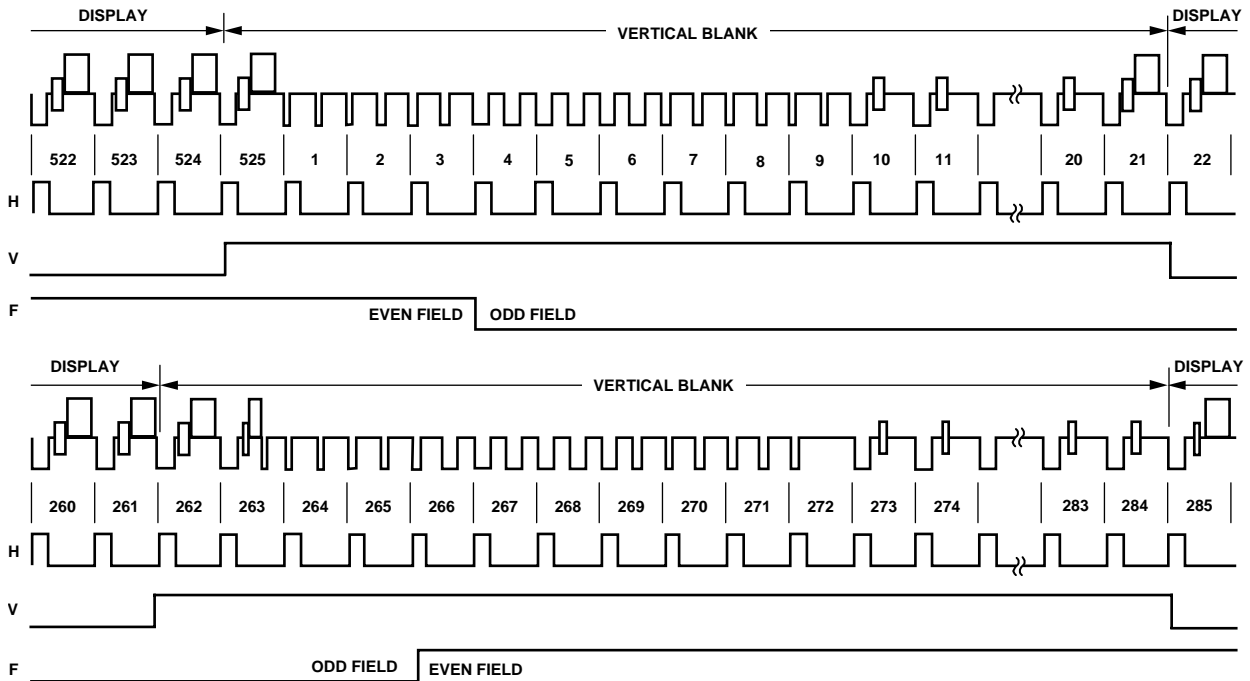 DISPLAY VERTICAL BLANK DISPLAY
522 523 524 525 1 2 3 4 5 6 7 8 9 10 11 20 21 22
H
V
F
EVEN FIELD ODD FIELD
DISPLAY VERTICAL BLANK DISPLAY
260 261 262 263 264 265 266 267 268 269 270 271 272 273 274 283 284 285
H
V
F
ODD FIELD EVEN FIELD